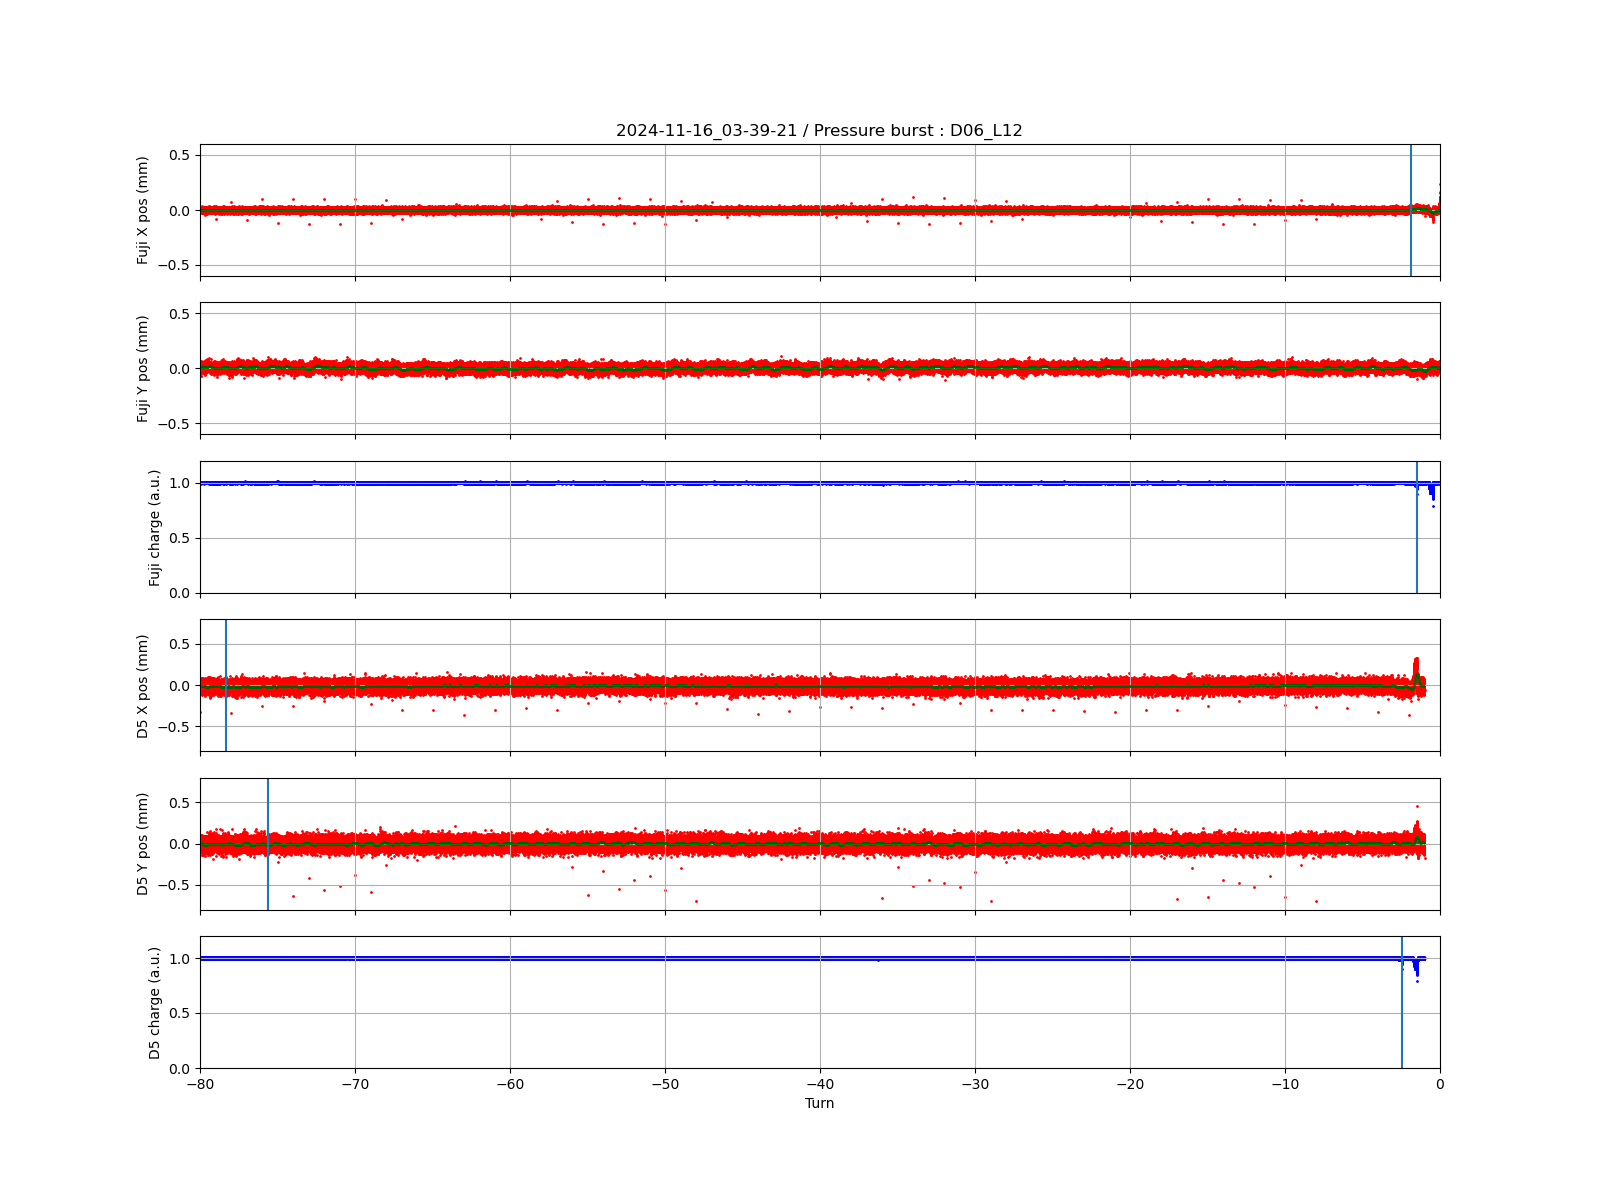 2024-11-16_03-39-21 / Pressure burst : D06_L12
0.5
0.0
−0.5
Fuji X pos (mm)
0.5
0.0
−0.5
Fuji Y pos (mm)
1.0
0.5
0.0
Fuji charge (a.u.)
0.5
0.0
−0.5
D5 X pos (mm)
0.5
0.0
−0.5
D5 Y pos (mm)
1.0
0.5
0.0
D5 charge (a.u.)
−80 −70 −60 −50 −40 −30 −20 −10 0
Turn